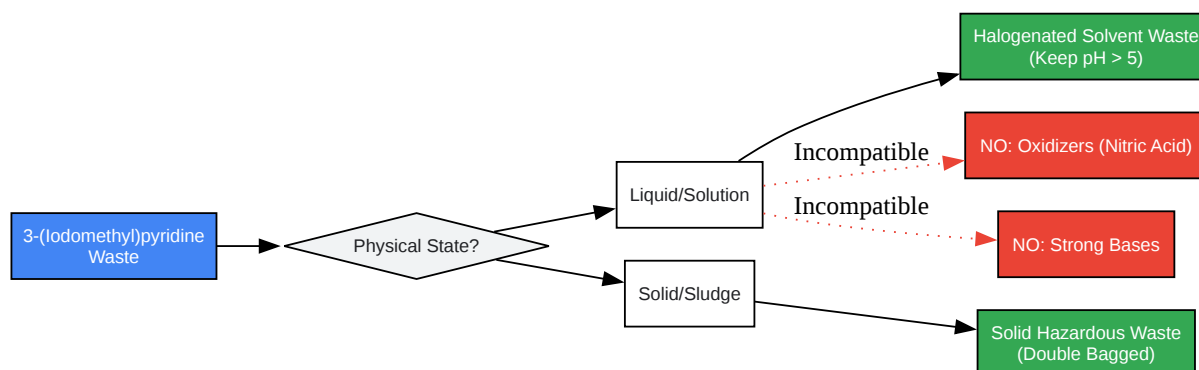 3-(Iodomethyl)pyridine
Waste
Physical State?
Liquid/Solution
Solid/Sludge
Incompatible
Incompatible
Halogenated Solvent Waste
(Keep pH > 5)
NO: Oxidizers (Nitric Acid)
NO: Strong Bases
Solid Hazardous Waste
(Double Bagged)